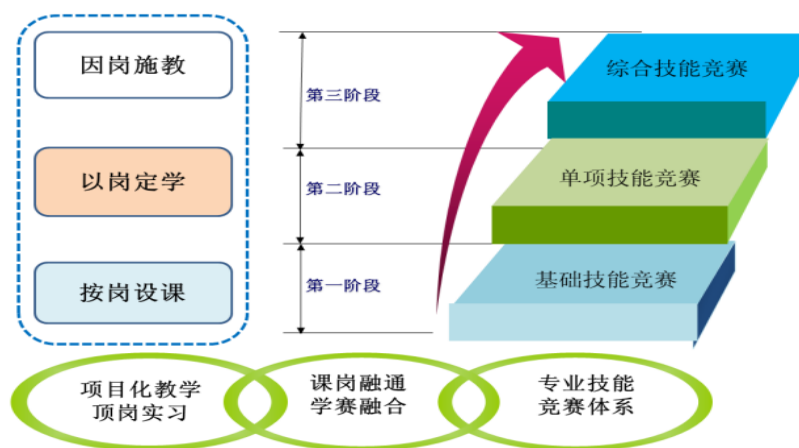 因岗施教
以岗定学
按岗设课
第三阶段
第二阶段
第一阶段
综合技能竞赛
单项技能竞赛
基础技能竞赛
项目化教学
顶岗实习
课岗融通
学赛融合
专业技能
竞赛体系